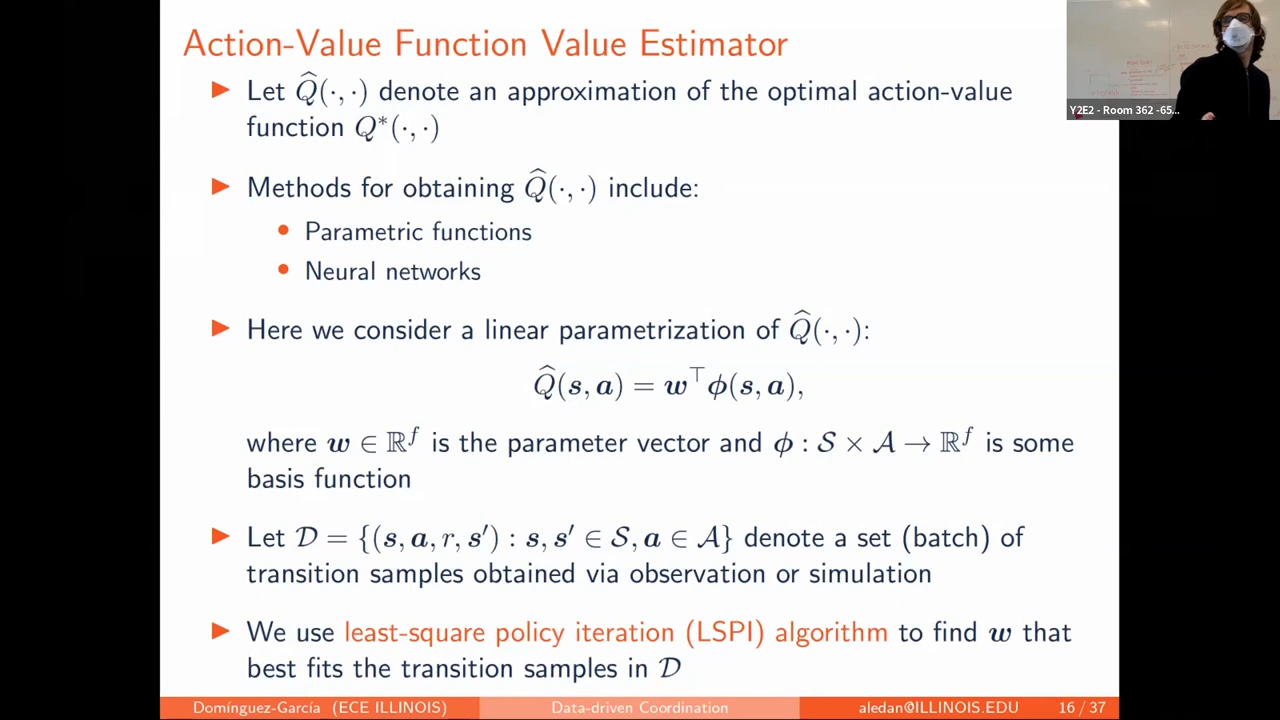 Action-Value Function Value Estimator
▶ Let Q̂(·, ·) denote an approximation of the optimal action-value
function Q*(·, ·)
▶ Methods for obtaining Q̂(·, ·) include:
• Parametric functions
• Neural networks
▶ Here we consider a linear parametrization of Q̂(·, ·):
Q̂(s, a) = w⊤ϕ(s, a),
where w ∈ ℝᶠ is the parameter vector and ϕ : 𝒮 × 𝒜 → ℝᶠ is some
basis function
▶ Let 𝒟 = {(s, a, r, s′) : s, s′ ∈ 𝒮, a ∈ 𝒜} denote a set (batch) of
transition samples obtained via observation or simulation
▶ We use least-square policy iteration (LSPI) algorithm to find w that
best fits the transition samples in 𝒟
Domínguez-García (ECE ILLINOIS) Data-driven Coordination aledan@ILLINOIS.EDU 16 / 37
Y2E2 - Room 362 -65...